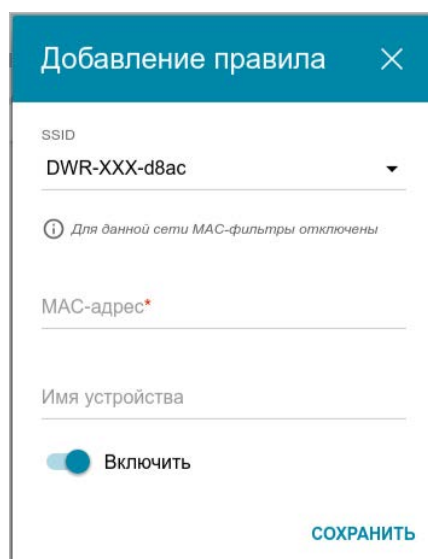 Добавление правила
SSID
DWR-XXX-d8ac
Для данной сети MAC-фильтры отключены
MAC-адрес*
Имя устройства
Включить
СОХРАНИТЬ